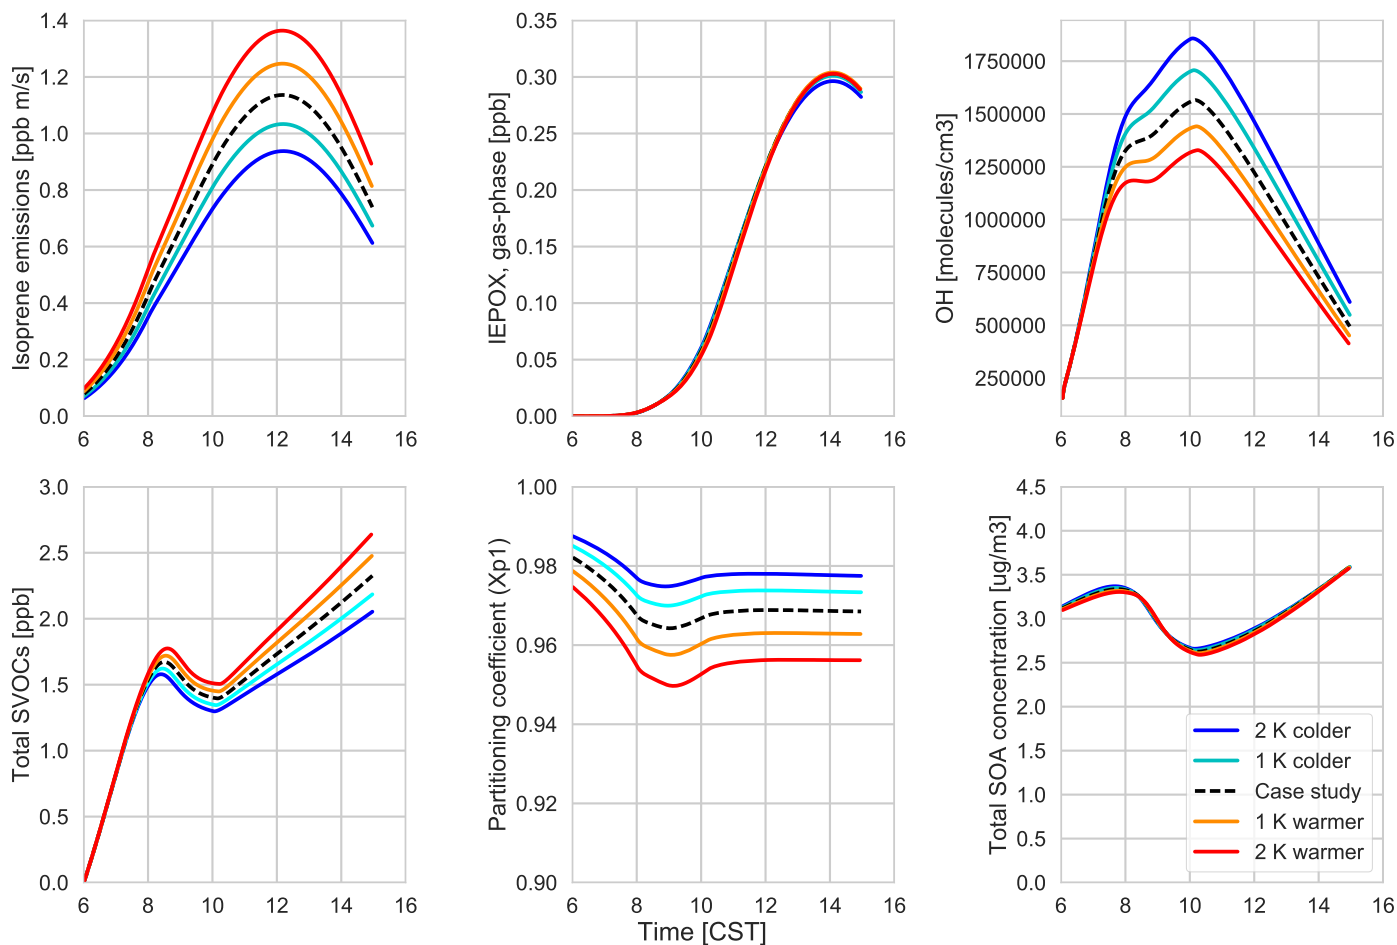 Isoprene emissions [ppb m/s]
1.4
1.2
1.0
0.8
0.6
0.4
0.2
0.0
6 8 10 12 14 16
IEPOX, gas-phase [ppb]
0.35
0.30
0.25
0.20
0.15
0.10
0.05
0.00
6 8 10 12 14 16
OH [molecules/cm3]
1750000
1500000
1250000
1000000
750000
500000
250000
6 8 10 12 14 16
Total SVOCs [ppb]
3.0
2.5
2.0
1.5
1.0
0.5
0.0
6 8 10 12 14 16
Partitioning coefficient (Xp1)
1.00
0.98
0.96
0.94
0.92
0.90
6 8 10 12 14 16
Time [CST]
Total SOA concentration [ug/m3]
4.5
4.0
3.5
3.0
2.5
2.0
1.5
1.0
0.5
0.0
6 8 10 12 14 16
2 K colder
1 K colder
Case study
1 K warmer
2 K warmer